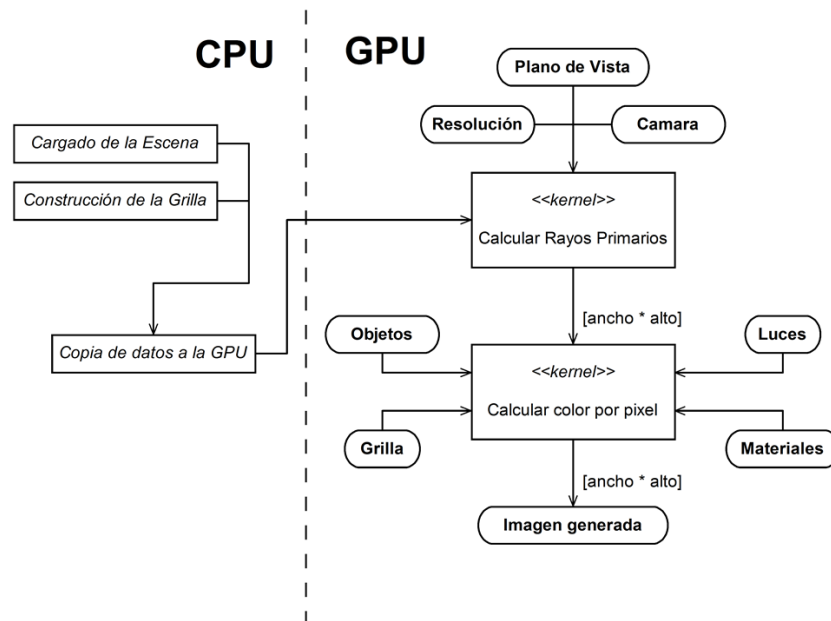 CPU
GPU
Plano de Vista
Resolución
Camara
Cargado de la Escena
Construcción de la Grilla
<<kernel>>
Calcular Rayos Primarios
[ancho * alto]
Copia de datos a la GPU
Objetos
Luces
<<kernel>>
Calcular color por pixel
Grilla
Materiales
[ancho * alto]
Imagen generada